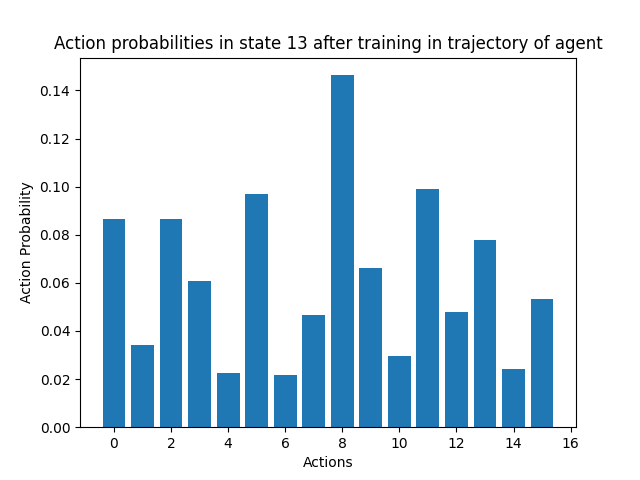 Action probabilities in state 13 after training in trajectory of agent
Action Probability
0.14
0.12
0.10
0.08
0.06
0.04
0.02
0.00
0 2 4 6 8 10 12 14 16
Actions